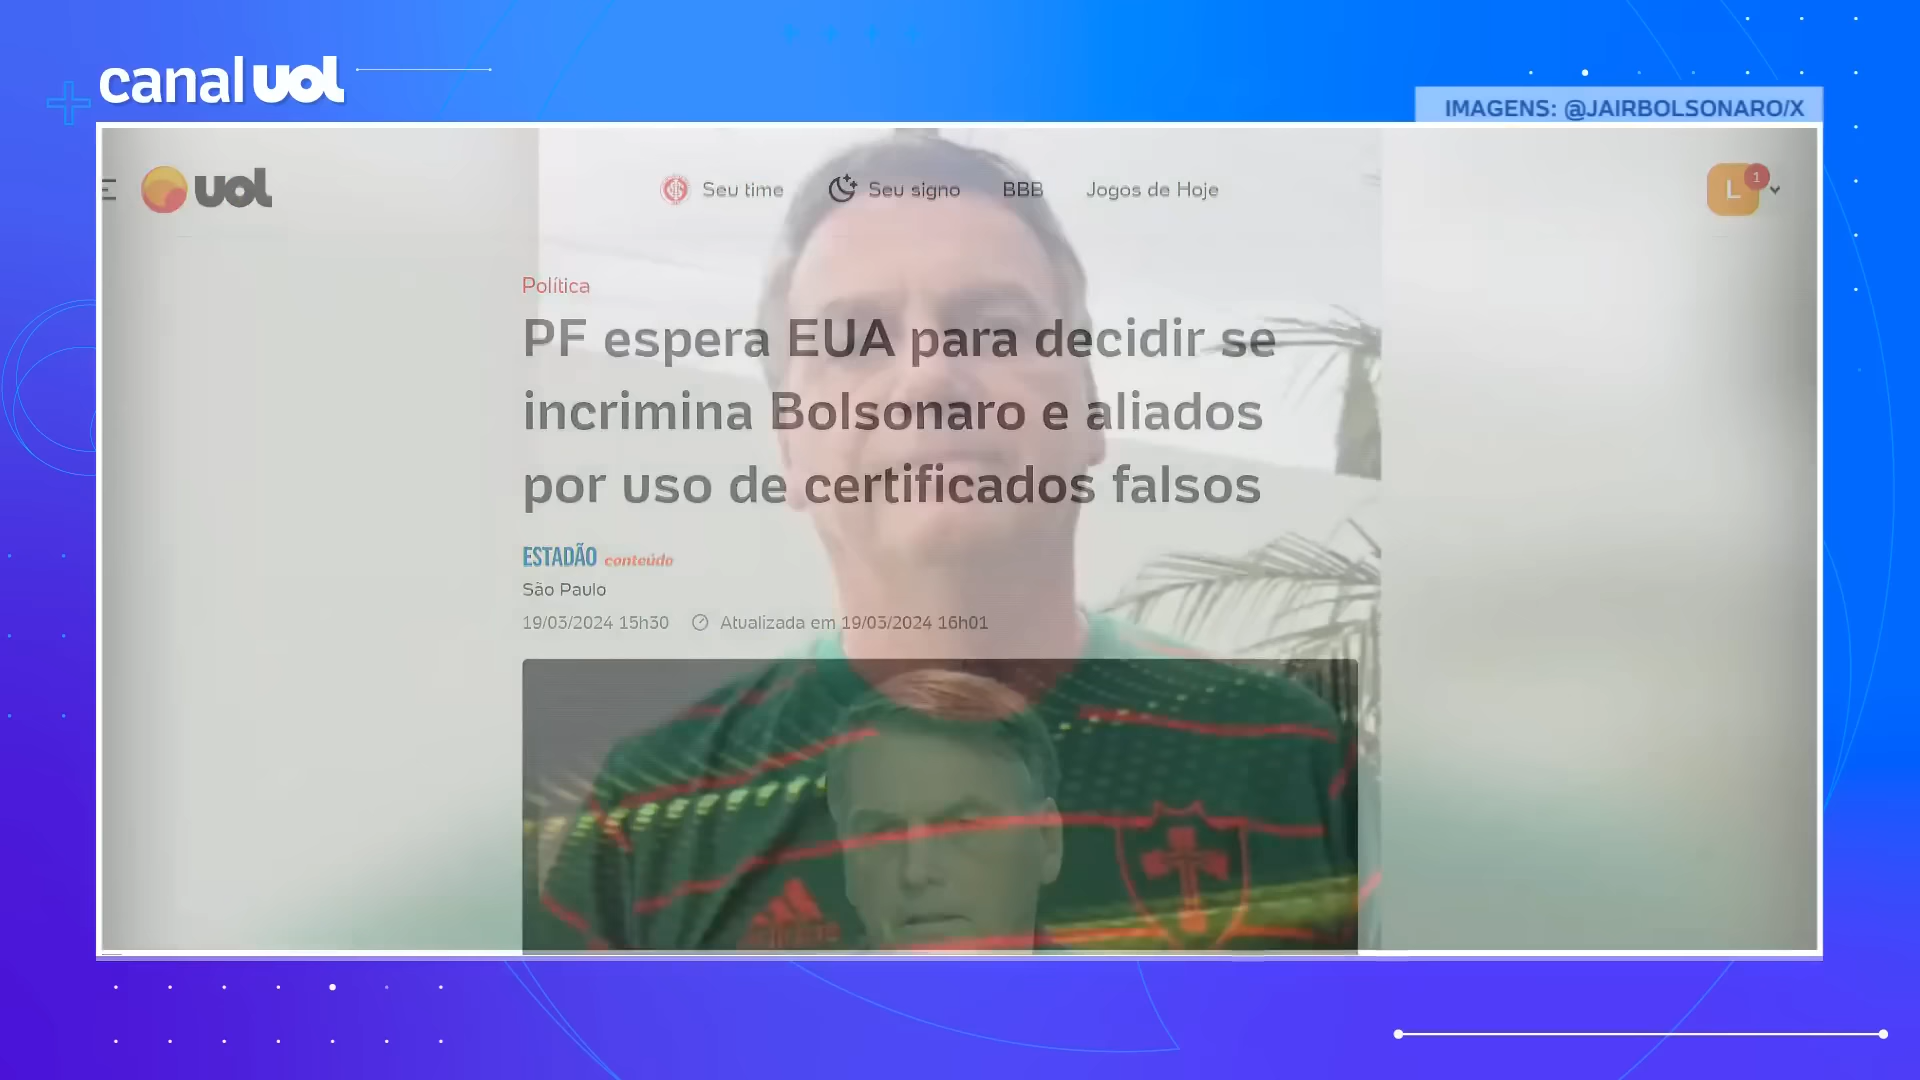 canal uol
IMAGENS: @JAIRBOLSONARO/X
uol
Seu time
Seu signo
BBB
Jogos de Hoje
L
1
Política
PF espera EUA para decidir se
incrimina Bolsonaro e aliados
por uso de certificados falsos
ESTADÃO conteúdo
São Paulo
19/03/2024 15h30
Atualizada em 19/03/2024 16h01
adidas